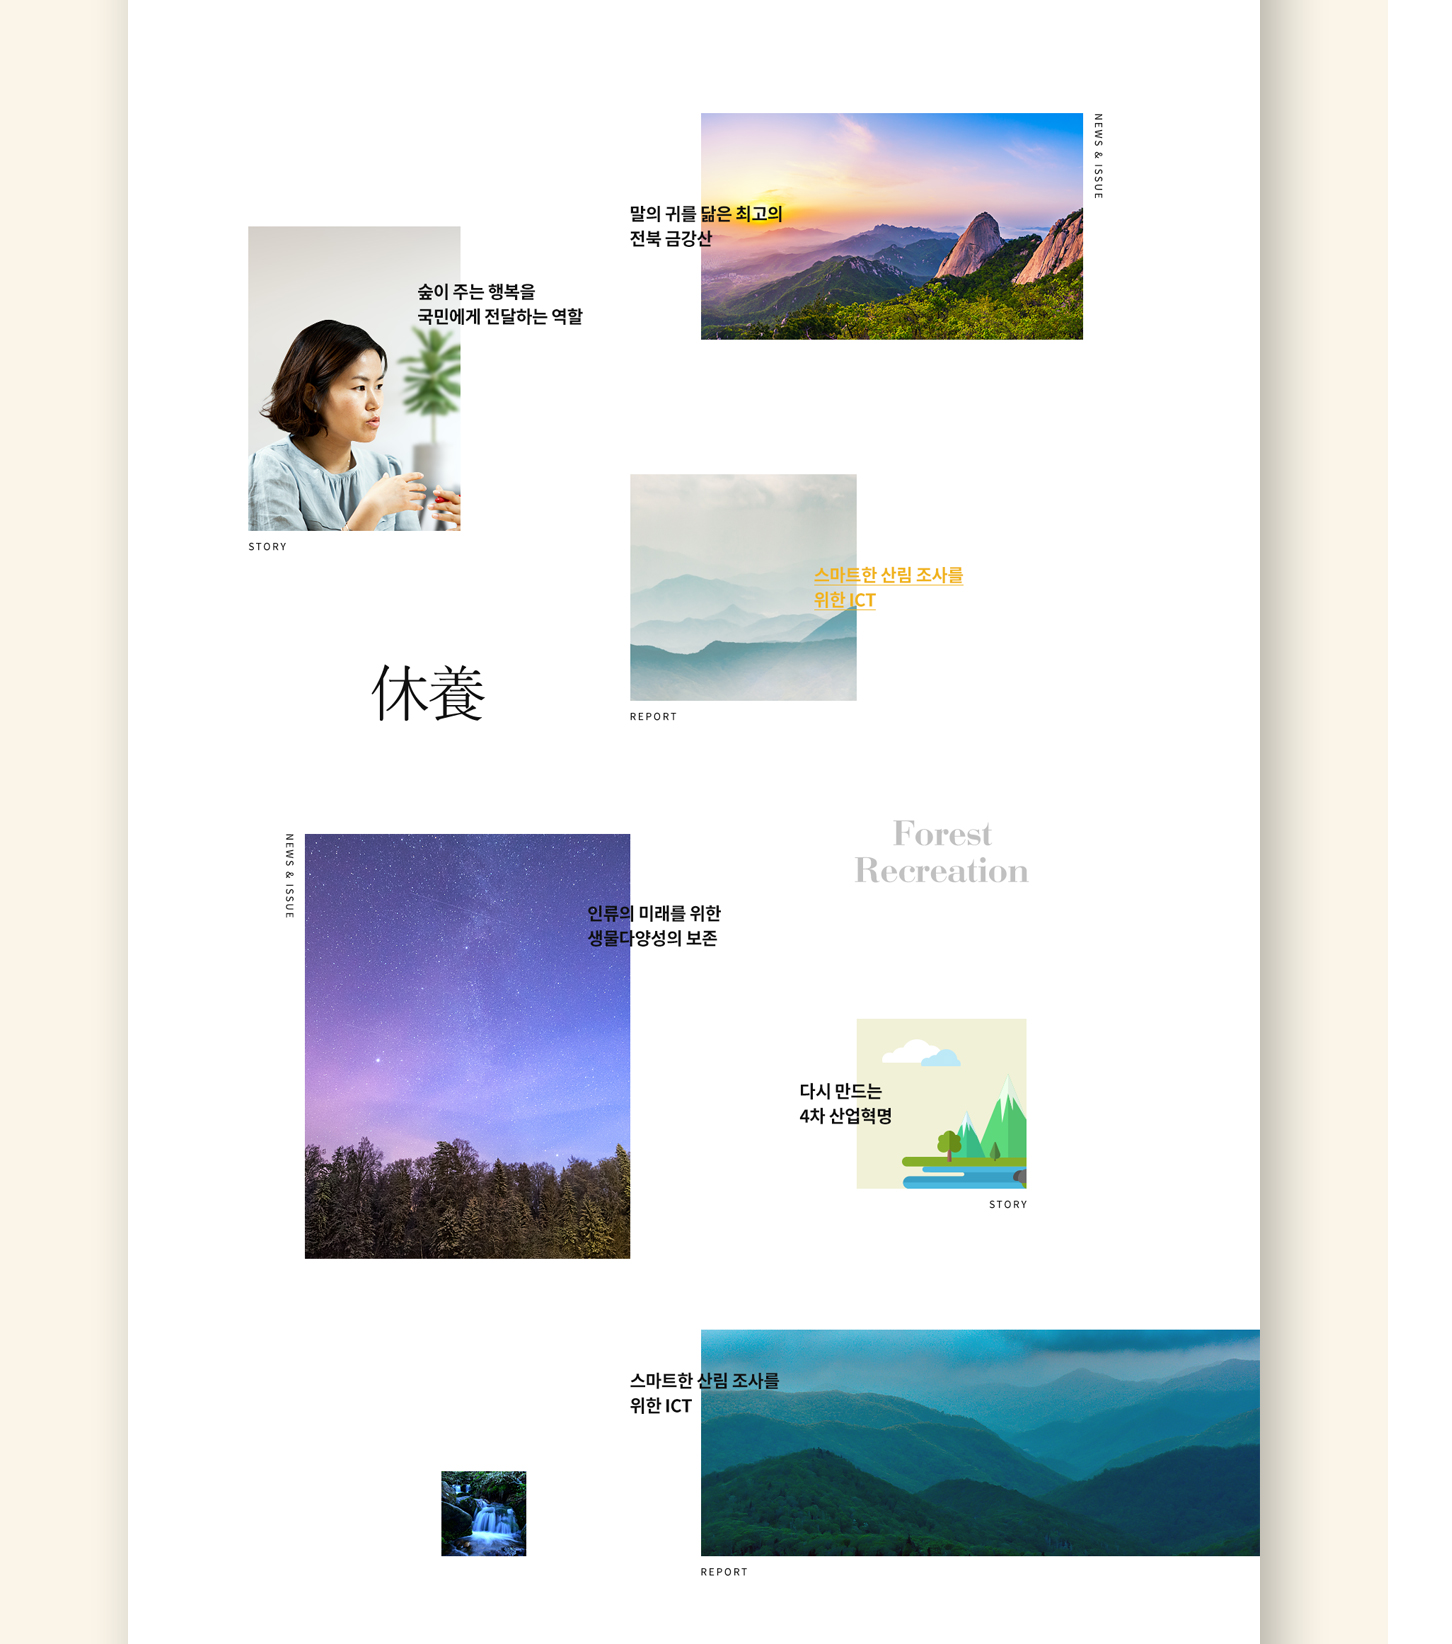 NEWS & ISSUE
말의 귀를 닮은 최고의
전북 금강산
숲이 주는 행복을
국민에게 전달하는 역할
STORY
스마트한 산림 조사를
위한 ICT
REPORT
休養
Forest
Recreation
NEWS & ISSUE
인류의 미래를 위한
생물다양성의 보존
다시 만드는
4차 산업혁명
STORY
스마트한 산림 조사를
위한 ICT
REPORT